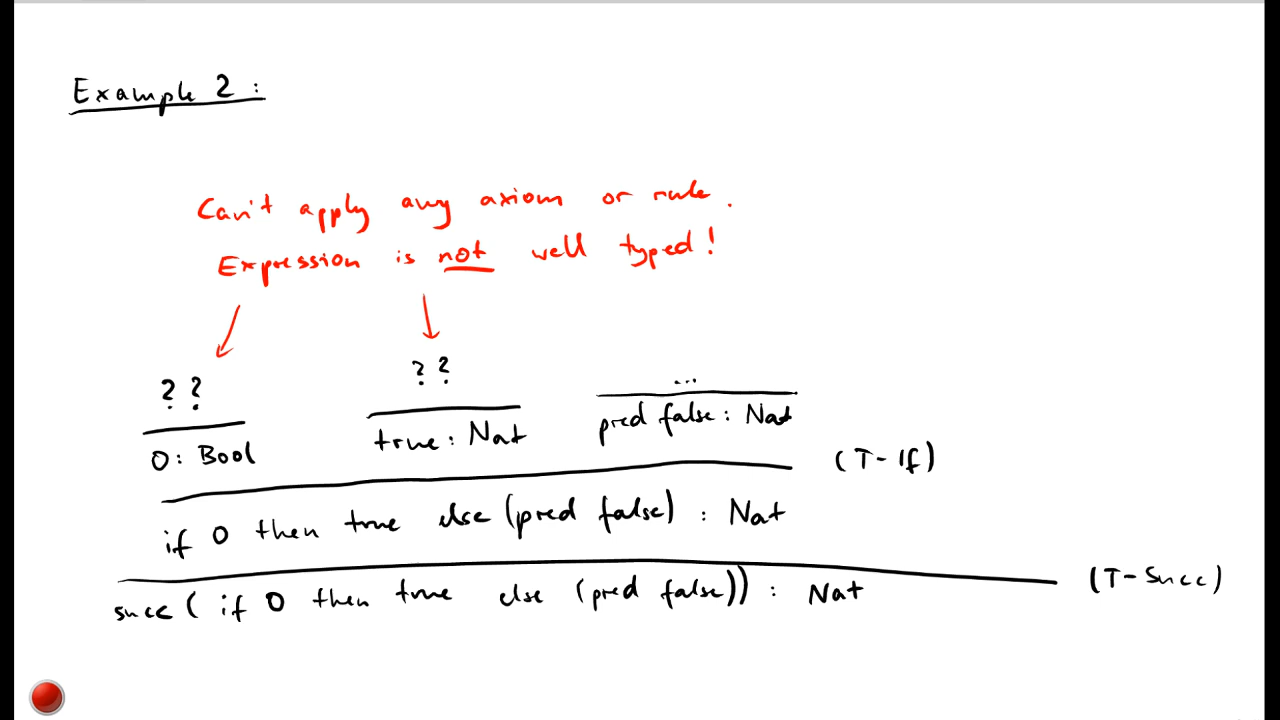 Example 2 :
Can't apply any axiom or rule.
Expression is not well typed!
? ? ? ? ...
0 : Bool true : Nat pred false : Nat
(T-If)
if 0 then true else (pred false) : Nat
succ ( if 0 then true else (pred false)) : Nat (T-Succ)